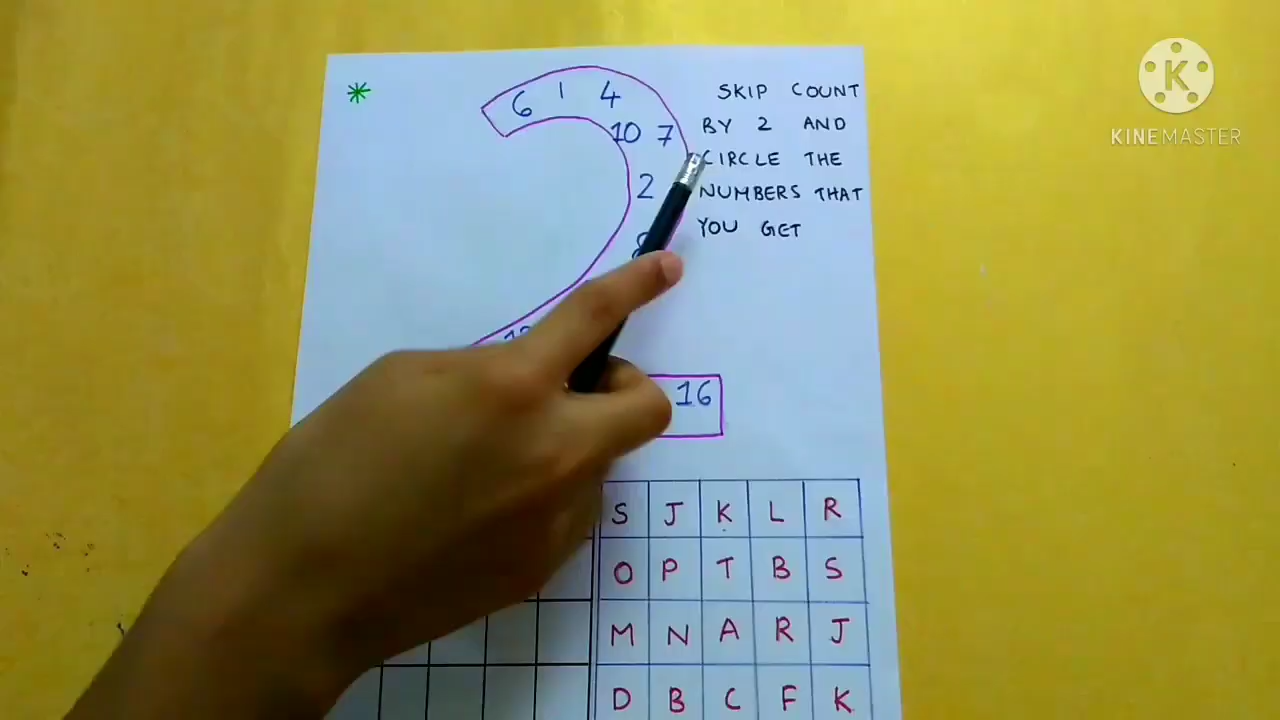 *
6 1 4
10 7
2
8
16
SKIP COUNT
BY 2 AND
CIRCLE THE
NUMBERS THAT
YOU GET
S J K L R
O P T B S
M N A R J
D B C F K
K
KINEMASTER